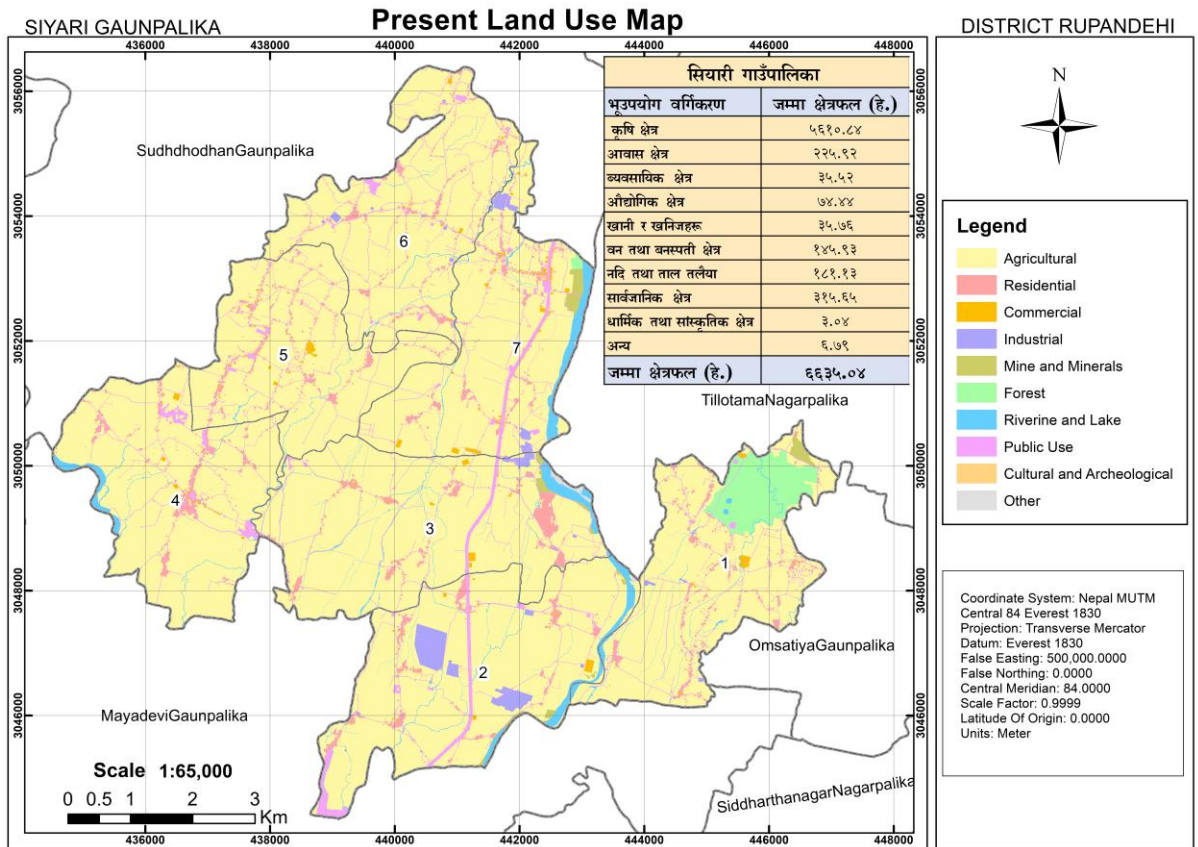 SIYARI GAUNPALIKA
Present Land Use Map
DISTRICT RUPANDEHI
436000 438000 440000 442000 444000 446000 448000
3056000
3054000
3052000
3050000
3048000
3046000
सियारी गाउँपालिका
भूउपयोग वर्गिकरण जम्मा क्षेत्रफल (हे.)
कृषि क्षेत्र ५६१०.८४
आवास क्षेत्र २२५.९२
व्यवसायिक क्षेत्र ३५.५२
औद्योगिक क्षेत्र ७४.४४
खानी र खनिजहरू ३५.७६
वन तथा वनस्पती क्षेत्र १४५.९३
नदि तथा ताल तलैया १८१.१३
सार्वजानिक क्षेत्र ३१५.६५
धार्मिक तथा सांस्कृतिक क्षेत्र ३.०४
अन्य ६.७९
जम्मा क्षेत्रफल (हे.) ६६३५.०४
SudhdhodhanGaunpalika
6
5
7
TillotamaNagarpalika
4
3
1
2
OmsatiyaGaunpalika
MayadeviGaunpalika
SiddharthanagarNagarpalika
Scale 1:65,000
0 0.5 1 2 3
Km
3056000
3054000
3052000
3050000
3048000
3046000
436000 438000 440000 442000 444000 446000 448000
N
Legend
Agricultural
Residential
Commercial
Industrial
Mine and Minerals
Forest
Riverine and Lake
Public Use
Cultural and Archeological
Other
Coordinate System: Nepal MUTM
Central 84 Everest 1830
Projection: Transverse Mercator
Datum: Everest 1830
False Easting: 500,000.0000
False Northing: 0.0000
Central Meridian: 84.0000
Scale Factor: 0.9999
Latitude Of Origin: 0.0000
Units: Meter